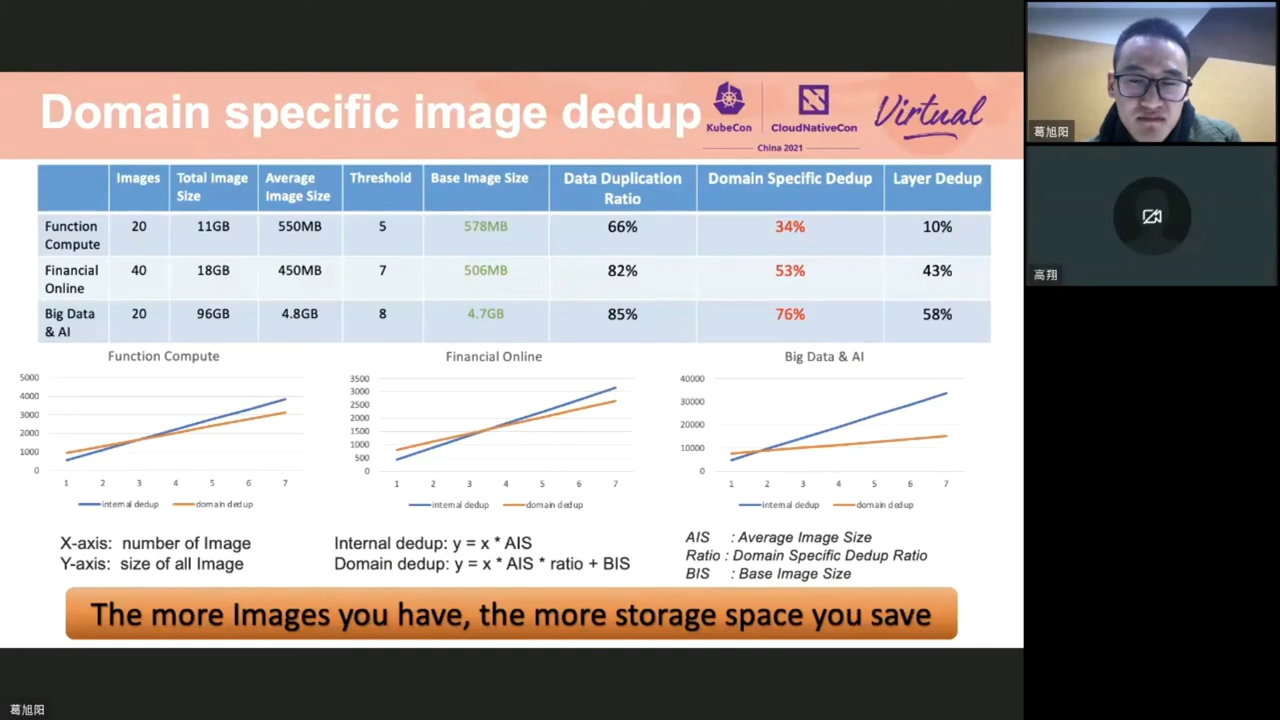 Domain specific image dedup
KubeCon
CloudNativeCon
China 2021
Virtual
Images
Total Image
Size
Average
Image Size
Threshold
Base Image Size
Data Duplication
Ratio
Domain Specific Dedup
Layer Dedup
Function
Compute
20
11GB
550MB
5
578MB
66%
34%
10%
Financial
Online
40
18GB
450MB
7
506MB
82%
53%
43%
Big Data
& AI
20
96GB
4.8GB
8
4.7GB
85%
76%
58%
Function Compute
5000
4000
3000
2000
1000
0
1 2 3 4 5 6 7
internal dedup domain dedup
Financial Online
3500
3000
2500
2000
1500
1000
500
0
1 2 3 4 5 6 7
internal dedup domain dedup
Big Data & AI
40000
30000
20000
10000
0
1 2 3 4 5 6 7
internal dedup domain dedup
X-axis: number of Image
Y-axis: size of all Image
Internal dedup: y = x * AIS
Domain dedup: y = x * AIS * ratio + BIS
AIS : Average Image Size
Ratio : Domain Specific Dedup Ratio
BIS : Base Image Size
The more Images you have, the more storage space you save
葛旭阳
高翔
葛旭阳